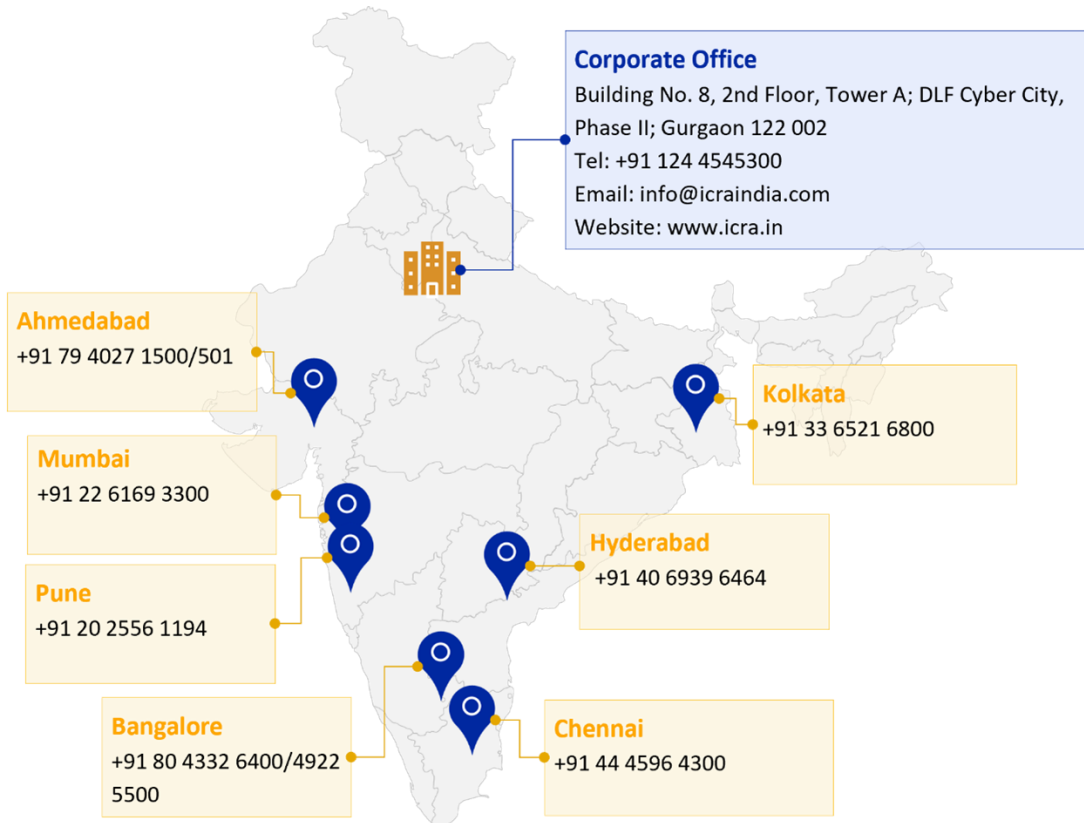 Corporate Office
Building No. 8, 2nd Floor, Tower A; DLF Cyber City,
Phase II; Gurgaon 122 002
Tel: +91 124 4545300
Email: info@icraindia.com
Website: www.icra.in
Ahmedabad
+91 79 4027 1500/501
Kolkata
+91 33 6521 6800
Mumbai
+91 22 6169 3300
Hyderabad
+91 40 6939 6464
Pune
+91 20 2556 1194
Bangalore
+91 80 4332 6400/4922
5500
Chennai
+91 44 4596 4300